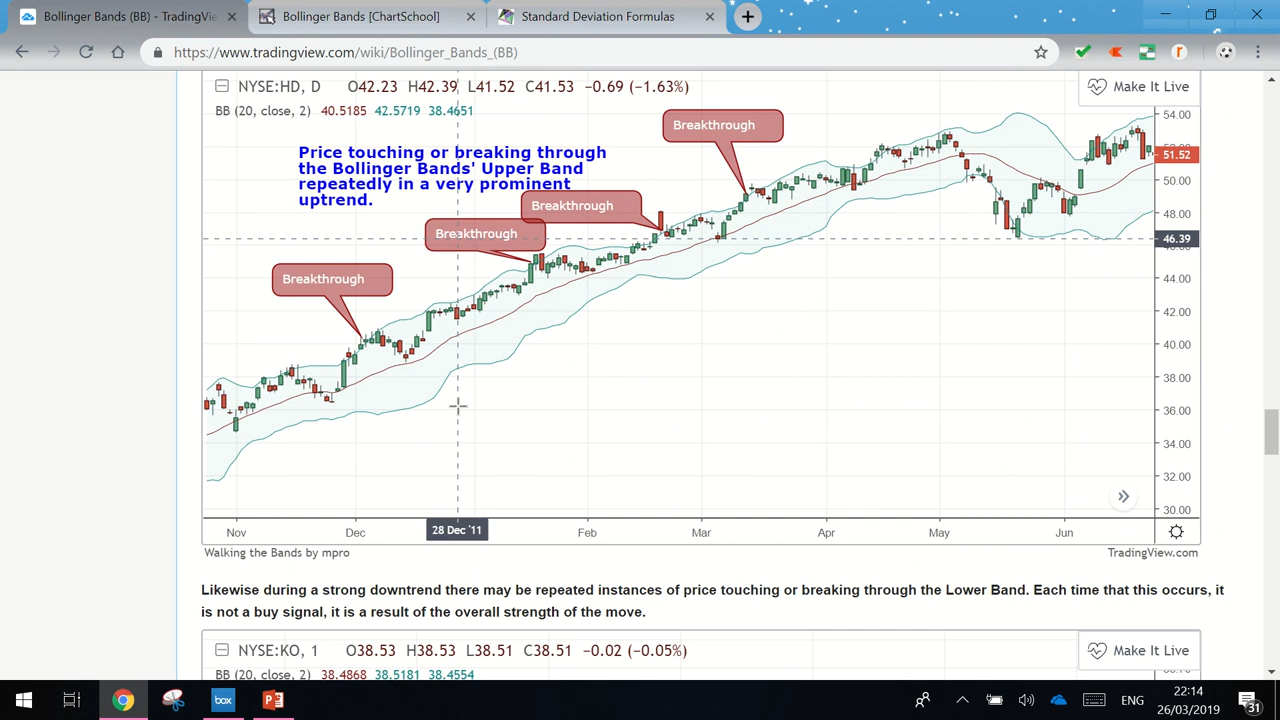 Bollinger Bands (BB) - TradingVie
Bollinger Bands [ChartSchool]
Standard Deviation Formulas
https://www.tradingview.com/wiki/Bollinger_Bands_(BB)
NYSE:HD, D O42.23 H42.39 L41.52 C41.53 −0.69 (−1.63%)
Make It Live
BB (20, close, 2) 40.5185 42.5719 38.4651
Price touching or breaking through
the Bollinger Bands' Upper Band
repeatedly in a very prominent
uptrend.
Breakthrough
Breakthrough
Breakthrough
Breakthrough
54.00
51.52
50.00
48.00
46.39
44.00
42.00
40.00
38.00
36.00
34.00
32.00
30.00
Nov Dec 28 Dec '11 Feb Mar Apr May Jun
Walking the Bands by mpro
TradingView.com
Likewise during a strong downtrend there may be repeated instances of price touching or breaking through the Lower Band. Each time that this occurs, it
is not a buy signal, it is a result of the overall strength of the move.
NYSE:KO, 1 O38.53 H38.53 L38.51 C38.51 −0.02 (−0.05%)
Make It Live
BB (20, close, 2) 38.4868 38.5181 38.4554
box
ENG
22:14
26/03/2019
31